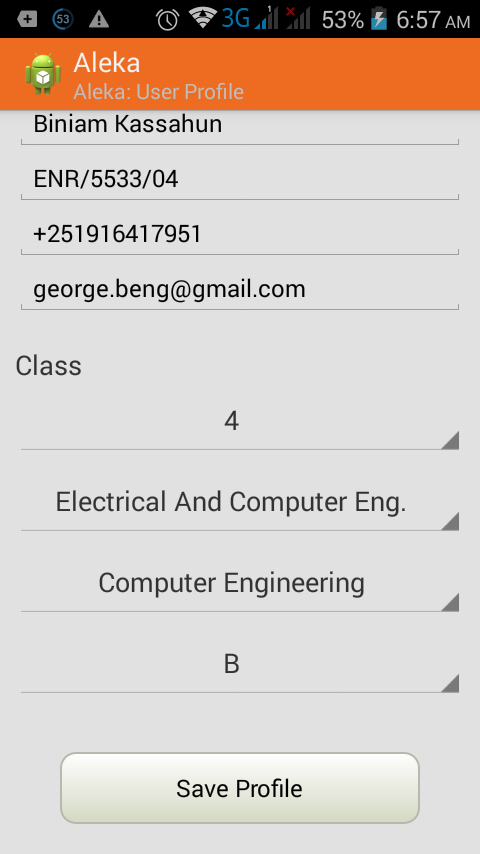 53 3G 1 53% 6:57 AM
Aleka
Aleka: User Profile
Biniam Kassahun
ENR/5533/04
+251916417951
george.beng@gmail.com
Class
4
Electrical And Computer Eng.
Computer Engineering
B
Save Profile